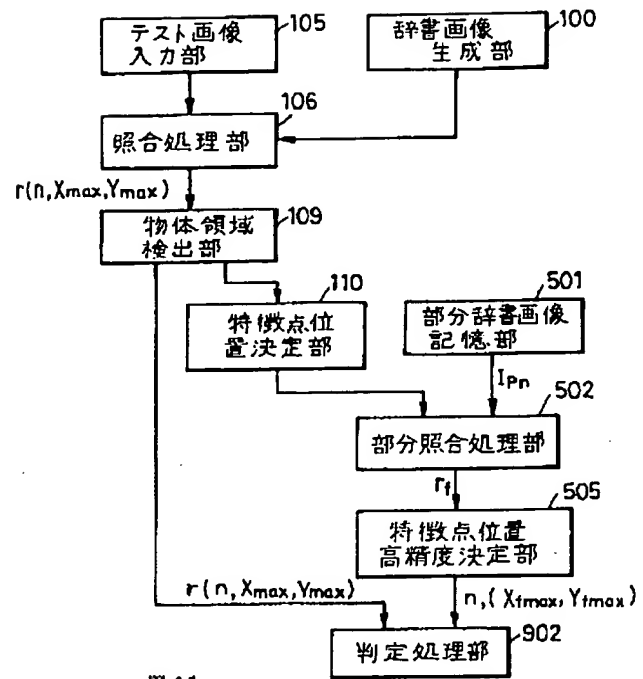 テスト画像
入力部
105
辞書画像
生成部
100
照合処理部
106
r(n,Xmax,Ymax)
物体領域
検出部
109
特徴点位
置決定部
110
部分辞書画像
記憶部
501
IPn
部分照合処理部
502
rf
特徴点位置
高精度決定部
505
r(n,Xmax,Ymax)
n,(Xfmax,Yfmax)
判定処理部
902